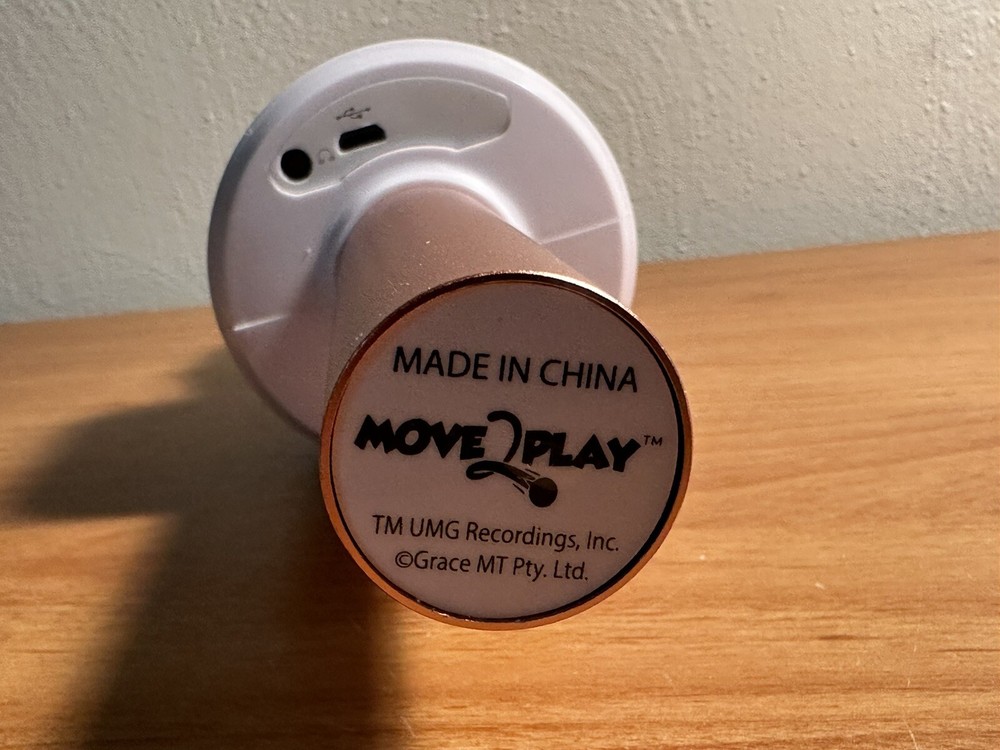 MADE IN CHINA
MOVE2PLAY™
TM UMG Recordings, Inc.
©Grace MT Pty. Ltd.